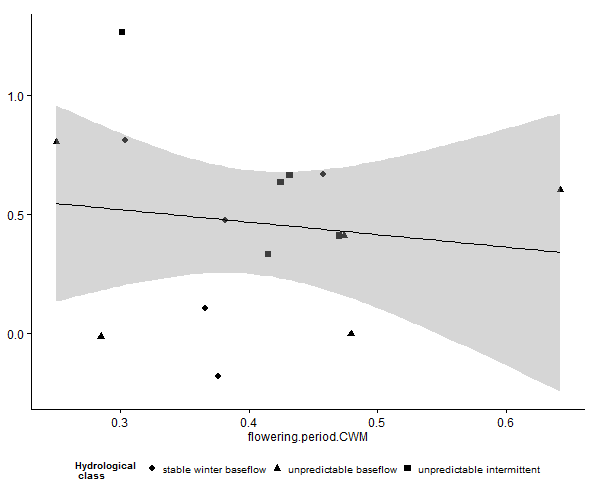 1.0
0.5
0.0
0.3 0.4 0.5 0.6
flowering.period.CWM
Hydrological
class
stable winter baseflow unpredictable baseflow unpredictable intermittent